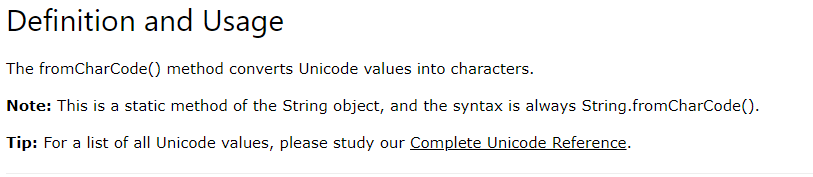 Definition and Usage
The fromCharCode() method converts Unicode values into characters.
Note: This is a static method of the String object, and the syntax is always String.fromCharCode().
Tip: For a list of all Unicode values, please study our Complete Unicode Reference.